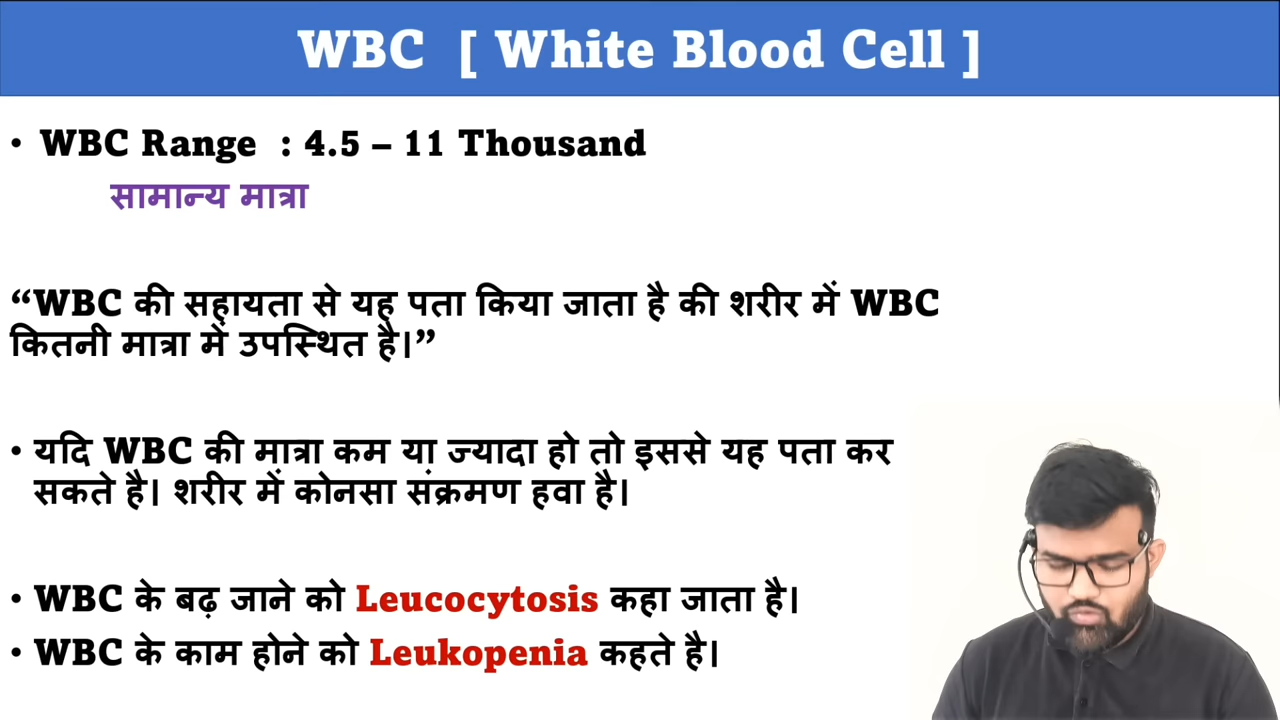 WBC [ White Blood Cell ]
• WBC Range : 4.5 – 11 Thousand
सामान्य मात्रा
“WBC की सहायता से यह पता किया जाता है की शरीर में WBC
कितनी मात्रा में उपस्थित है।”
• यदि WBC की मात्रा कम या ज्यादा हो तो इससे यह पता कर
सकते है। शरीर में कोनसा संक्रमण हवा है।
• WBC के बढ़ जाने को Leucocytosis कहा जाता है।
• WBC के काम होने को Leukopenia कहते है।